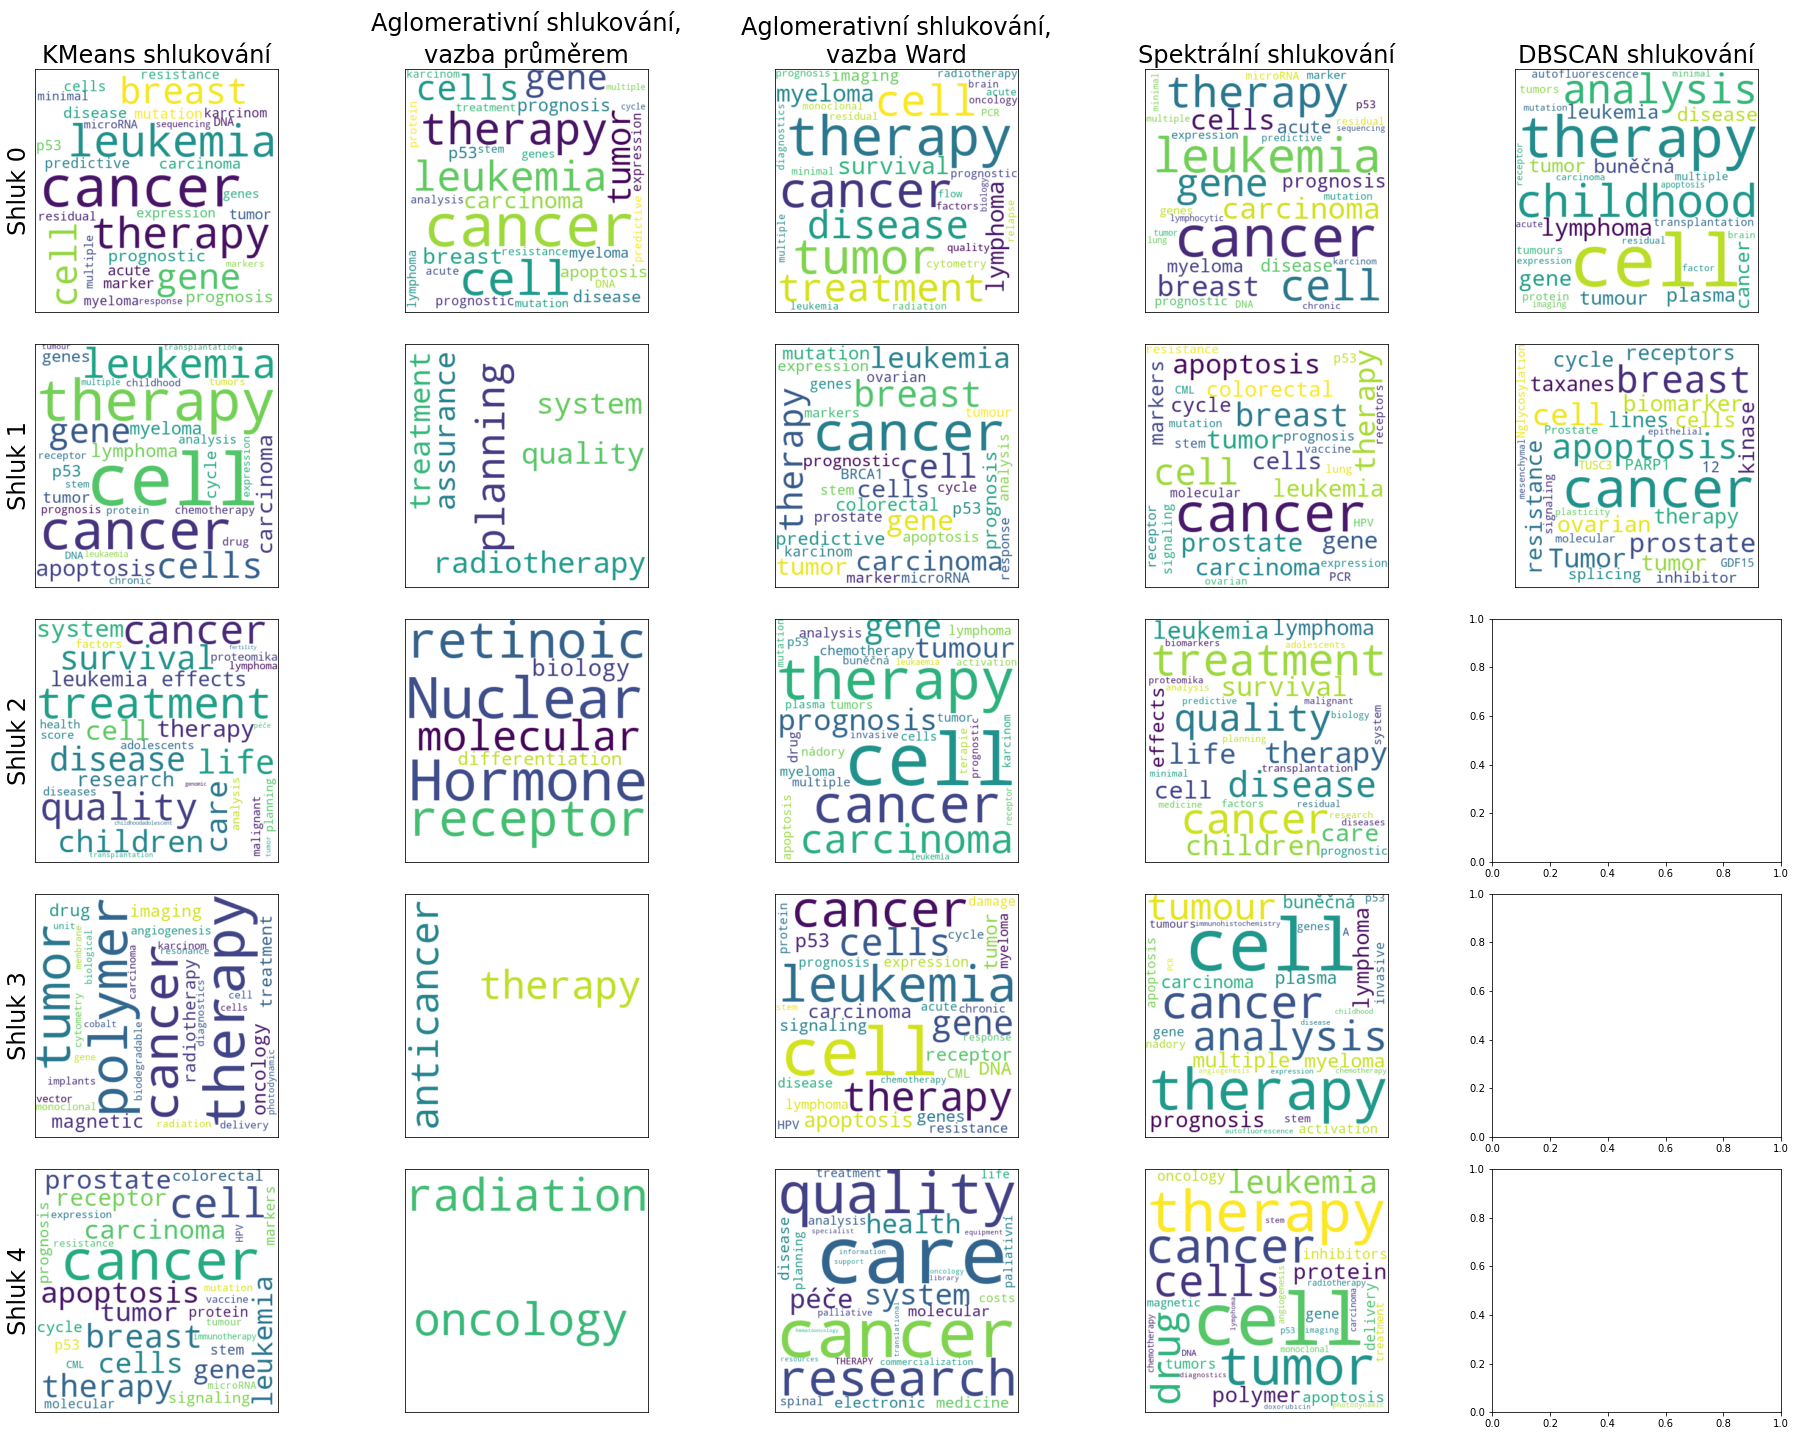 KMeans shlukování
Aglomerativní shlukování,
vazba průměrem
Aglomerativní shlukování,
vazba Ward
Spektrální shlukování
DBSCAN shlukování
Shluk 0
resistance
cells
breast
minimal
disease mutation karcinom
microRNA sequencing DNA
leukemia
p53
predictive carcinoma
cancer
genes
residual expression tumor
therapy
cell
multiple
prognostic
acute
marker
gene
markers
myeloma response prognosis
karcinom
cells gene
multiple
protein
treatment prognosis cycle
therapy
tumor
expression
p53 stem genes
leukemia
analysis carcinoma
cancer
predictive
breast resistance myeloma
lymphoma
acute
cell
apoptosis
DNA
prognostic mutation disease
prognosis imaging radiotherapy
myeloma cell
brain
acute
oncology
monoclonal
residual
PCR
therapy
diagnostics
minimal survival prognostic
cancer
flow
factors
biology
lymphoma
relapse
disease
multiple
tumor
quality
cytometry
treatment
leukemia radiation
minimal
microRNA marker
therapy
p53
multiple
cells acute
residual
sequencing
expression predictive
leukemia
gene prognosis
mutation
genes carcinoma
lymphocytic
cancer
tumor
lung
karcinom
myeloma disease
breast cell
prognostic DNA chronic
autofluorescence minimal
tumors analysis
mutation leukemia disease
therapy
receptor
tumor buněčná
carcinoma multiple
apoptosis
childhood
acute lymphoma transplantation
residual brain
tumours
expression cell
gene factor
cancer
protein
imaging tumour plasma
Shluk 1
tumour transplantation
genes leukemia
multiple childhood tumors
therapy
gene myeloma
analysis
receptor lymphoma
p53
stem
cell
cycle
expression
carcinoma
tumor
prognosis protein chemotherapy
cancer
drug
DNA leukaemia
apoptosis cells
chronic
treatment
assurance
planning
system
quality
radiotherapy
mutation leukemia
expression ovarian
genes breast
markers tumour
therapy
cancer
prognostic cell
BRCA1
stem cells cycle
prognosis
analysis
colorectal
prostate gene p53
predictive apoptosis
karcinom
tumor carcinoma
response
marker microRNA
resistance
apoptosis p53
markers
CML colorectal
cycle breast
therapy
receptors
mutation
stem tumor prognosis
vaccine
cell cells lung
molecular leukemia
receptor
signaling
cancer HPV
prostate gene
carcinoma expression
ovarian PCR
Nglycosylation
cycle receptors
taxanes breast
cell biomarker
lines cells
Prostate epithelial
kinase
mesenchymal
resistance
apoptosis
TUSC3 PARP1 12
signaling
cancer
plasticity
ovarian therapy
molecular
Tumor prostate
tumor GDF15
splicing inhibitor
Shluk 2
system cancer
factors fertility
survival proteomika
lymphoma
leukemia effects
treatment
health
score cell therapy péče
adolescents
disease life
research
diseases genomic
quality care
analysis
malignant
planning
tumor
childhoodadolescent
children
transplantation
retinoic
biology
Nuclear
molecular
differentiation
Hormone
receptor
mutation
analysis gene lymphoma
p53 chemotherapy tumour
buněčná leukaemia activation
therapy
plasma tumors
prognosis tumor
drug
invasive cells
nádory
terapie
prognostic
karcinom
myeloma
multiple
cell
apoptosis
cancer
receptor
carcinoma
leukemia
leukemia lymphoma
biomarkers adolescents
treatment
proteomika
analysis survival
effects
predictive malignant
quality biology
system
planning
life therapy
transplantation
minimal
cell disease
medicine factors residual
research
cancer diseases
care
children prognostic
0.0
0.2
0.4
0.6
0.8
1.0
0.0 0.2 0.4 0.6 0.8 1.0
Shluk 3
drug imaging
unit angiogenesis
tumor
membrane
biological
polymer
carcinoma
cancer
karcinom
resonance
therapy
treatment
cytometry
radiotherapy
diagnostics
cell
cells
cobalt
gene
biodegradable
oncology
photodynamic
implants
vector
monoclonal
magnetic radiation delivery
anticancer
therapy
cancer damage
protein
p53 cells cycle
tumor
myeloma
prognosis expression
leukemia
stem carcinoma acute chronic
signaling gene
response
cell receptor
CML DNA
disease chemotherapy
lymphoma therapy
HPV apoptosis genes
resistance
tumour buněčná p53
tumours immunohistochemistry genes A
cell
lymphoma
invasive
apoptosis
PCR
carcinoma plasma
cancer
disease childhood
gene
nádory analysis
multiple myeloma
angiogenesis expression chemotherapy
therapy
prognosis stem
autofluorescence activation
0.0
0.2
0.4
0.6
0.8
1.0
0.0 0.2 0.4 0.6 0.8 1.0
Shluk 4
prostate colorectal
receptor cell
expression
prognosis
carcinoma HPV
markers
resistance
cancer
apoptosis mutation
vaccine
tumor protein
cycle tumour
p53 breast immunotherapy
stem
leukemia
CML cells gene
therapy microRNA
signaling
molecular
radiation
oncology
treatment life
quality
disease
planning
analysis health
specialist equipment
care
information
support
oncology
library
paliativní
péče system costs
palliative molecular
translational
cancer
hematooncology
resources THERAPY commercialization
research
spinal electronic medicine
oncology leukemia
therapy
stem
cancer inhibitors
cells protein
radiotherapy
magnetic
cell
lymphoma
angiogenesis
gene
carcinoma
delivery
treatment
chemotherapy
drug
p53 imaging
DNA monoclonal
tumors tumor
diagnostics
polymer apoptosis
doxorubicin photodynamic
0.0
0.2
0.4
0.6
0.8
1.0
0.0 0.2 0.4 0.6 0.8 1.0